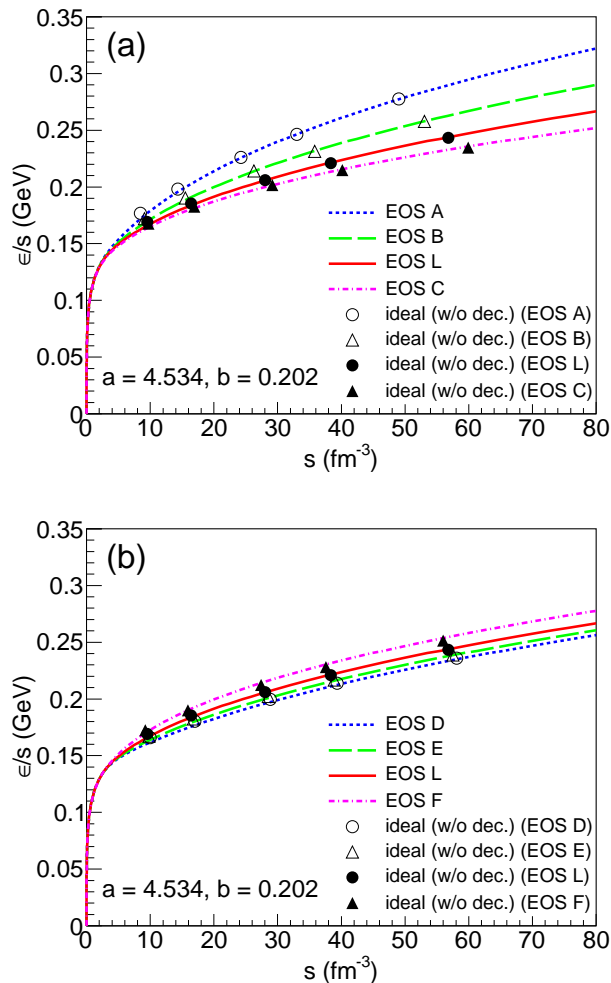 (a)
0.35
0.3
0.25
0.2
0.15
0.1
0.05
0
ϵ/s (GeV)
EOS A
EOS B
EOS L
EOS C
ideal (w/o dec.) (EOS A)
ideal (w/o dec.) (EOS B)
ideal (w/o dec.) (EOS L)
ideal (w/o dec.) (EOS C)
a = 4.534, b = 0.202
0 10 20 30 40 50 60 70 80
s (fm⁻³)
(b)
0.35
0.3
0.25
0.2
0.15
0.1
0.05
0
ϵ/s (GeV)
EOS D
EOS E
EOS L
EOS F
ideal (w/o dec.) (EOS D)
ideal (w/o dec.) (EOS E)
ideal (w/o dec.) (EOS L)
ideal (w/o dec.) (EOS F)
a = 4.534, b = 0.202
0 10 20 30 40 50 60 70 80
s (fm⁻³)